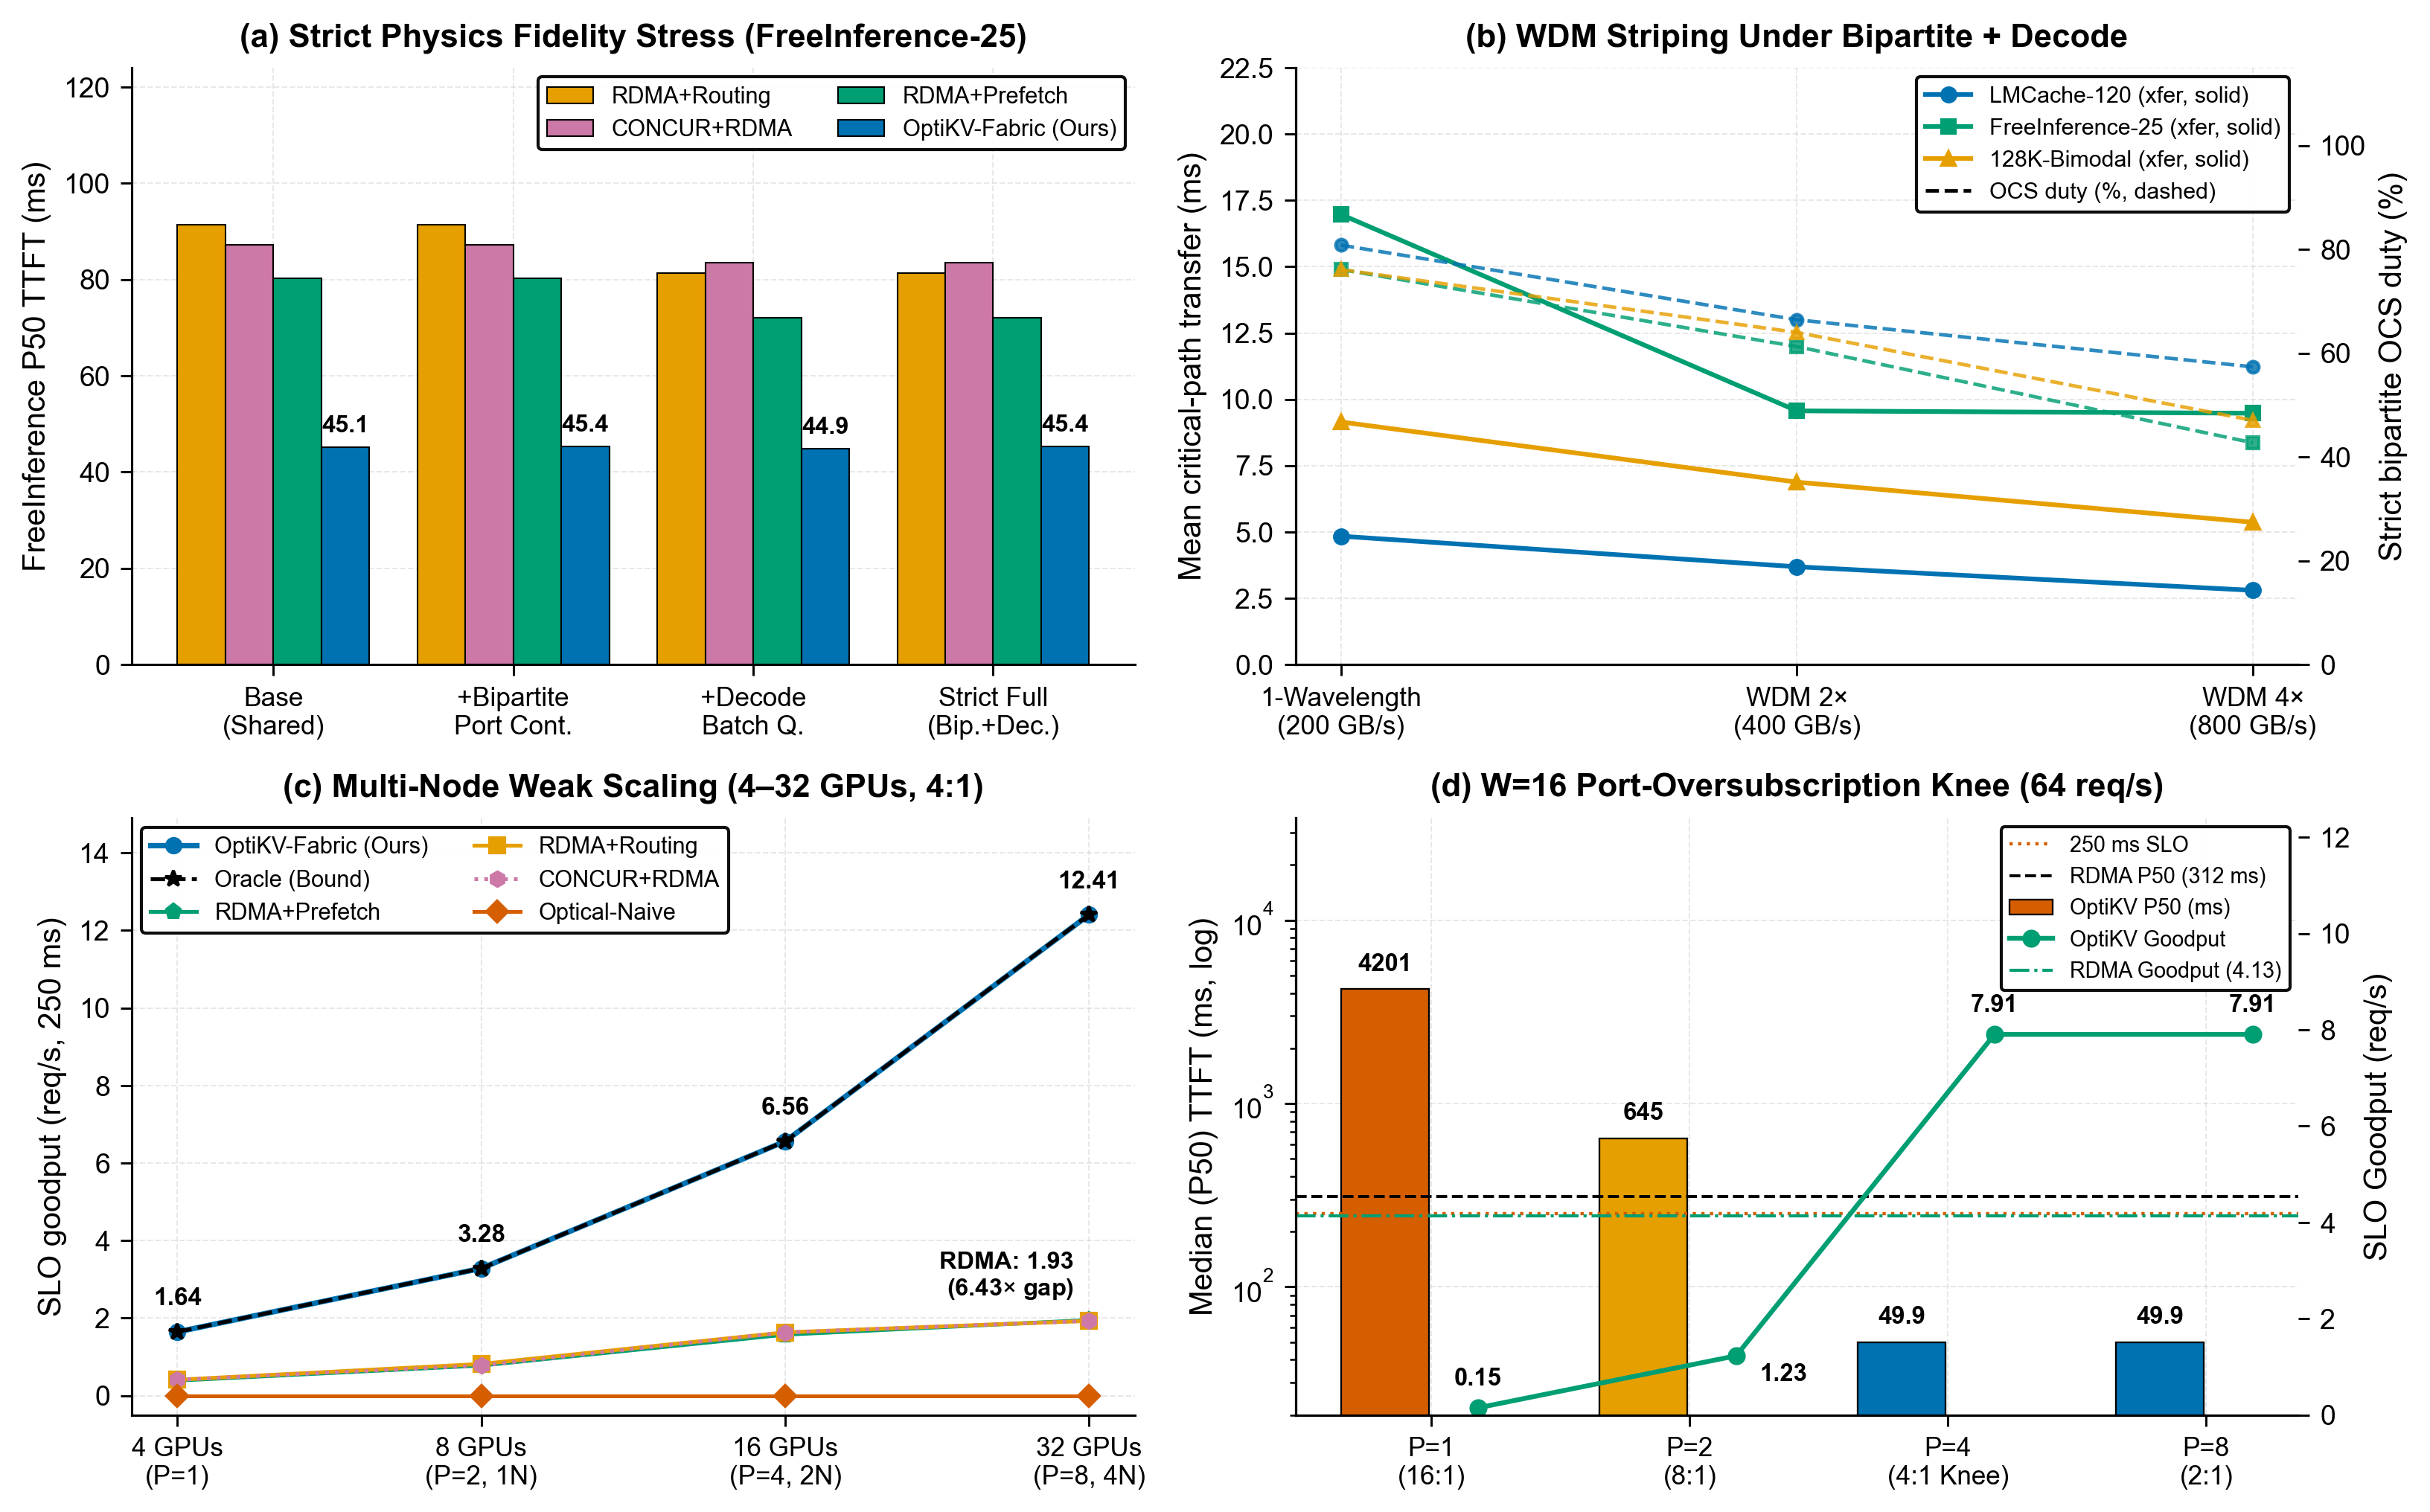 (a) Strict Physics Fidelity Stress (FreeInference-25)
FreeInference P50 TTFT (ms)
120
100
80
60
40
20
0
RDMA+Routing
CONCUR+RDMA
RDMA+Prefetch
OptiKV-Fabric (Ours)
45.1
45.4
44.9
45.4
Base
(Shared)
+Bipartite
Port Cont.
+Decode
Batch Q.
Strict Full
(Bip.+Dec.)
(b) WDM Striping Under Bipartite + Decode
Mean critical-path transfer (ms)
22.5
20.0
17.5
15.0
12.5
10.0
7.5
5.0
2.5
0.0
LMCache-120 (xfer, solid)
FreeInference-25 (xfer, solid)
128K-Bimodal (xfer, solid)
OCS duty (%, dashed)
100
80
60
40
20
0
Strict bipartite OCS duty (%)
1-Wavelength
(200 GB/s)
WDM 2×
(400 GB/s)
WDM 4×
(800 GB/s)
(c) Multi-Node Weak Scaling (4–32 GPUs, 4:1)
SLO goodput (req/s, 250 ms)
14
12
10
8
6
4
2
0
OptiKV-Fabric (Ours)
Oracle (Bound)
RDMA+Prefetch
RDMA+Routing
CONCUR+RDMA
Optical-Naive
1.64
3.28
6.56
12.41
RDMA: 1.93
(6.43× gap)
4 GPUs
(P=1)
8 GPUs
(P=2, 1N)
16 GPUs
(P=4, 2N)
32 GPUs
(P=8, 4N)
(d) W=16 Port-Oversubscription Knee (64 req/s)
Median (P50) TTFT (ms, log)
10^4
10^3
10^2
250 ms SLO
RDMA P50 (312 ms)
OptiKV P50 (ms)
OptiKV Goodput
RDMA Goodput (4.13)
4201
645
49.9
49.9
0.15
1.23
7.91
7.91
12
10
8
6
4
2
0
SLO Goodput (req/s)
P=1
(16:1)
P=2
(8:1)
P=4
(4:1 Knee)
P=8
(2:1)